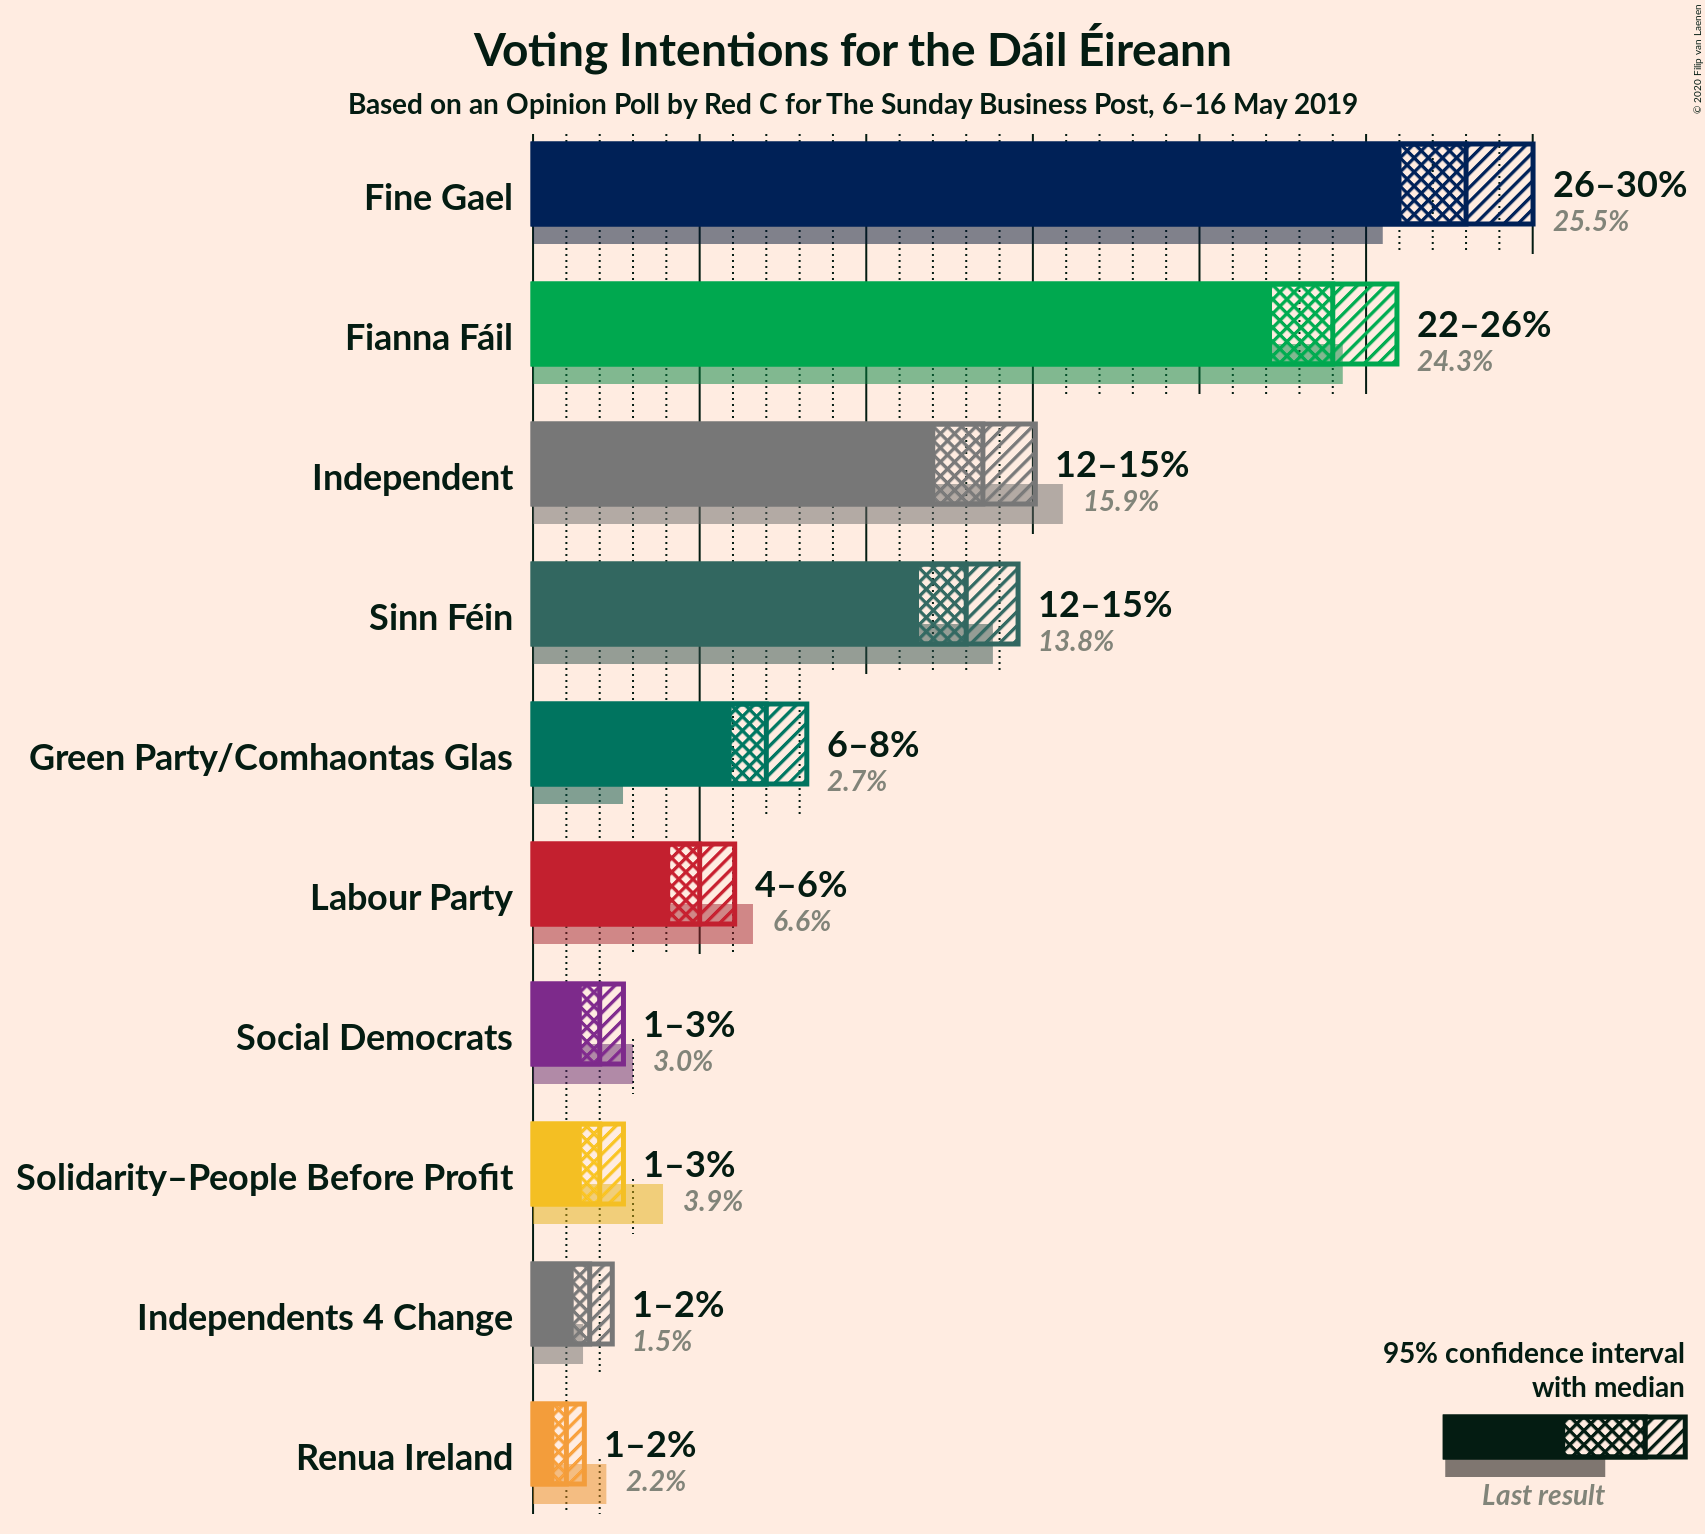 Voting Intentions for the Dáil Éireann
Based on an Opinion Poll by Red C for The Sunday Business Post, 6–16 May 2019
© 2020 Filip van Laenen
Fine Gael
26–30%
25.5%
Fianna Fáil
22–26%
24.3%
Independent
12–15%
15.9%
Sinn Féin
12–15%
13.8%
Green Party/Comhaontas Glas
6–8%
2.7%
Labour Party
4–6%
6.6%
Social Democrats
1–3%
3.0%
Solidarity–People Before Profit
1–3%
3.9%
Independents 4 Change
1–2%
1.5%
Renua Ireland
1–2%
2.2%
95% confidence interval
with median
Last result